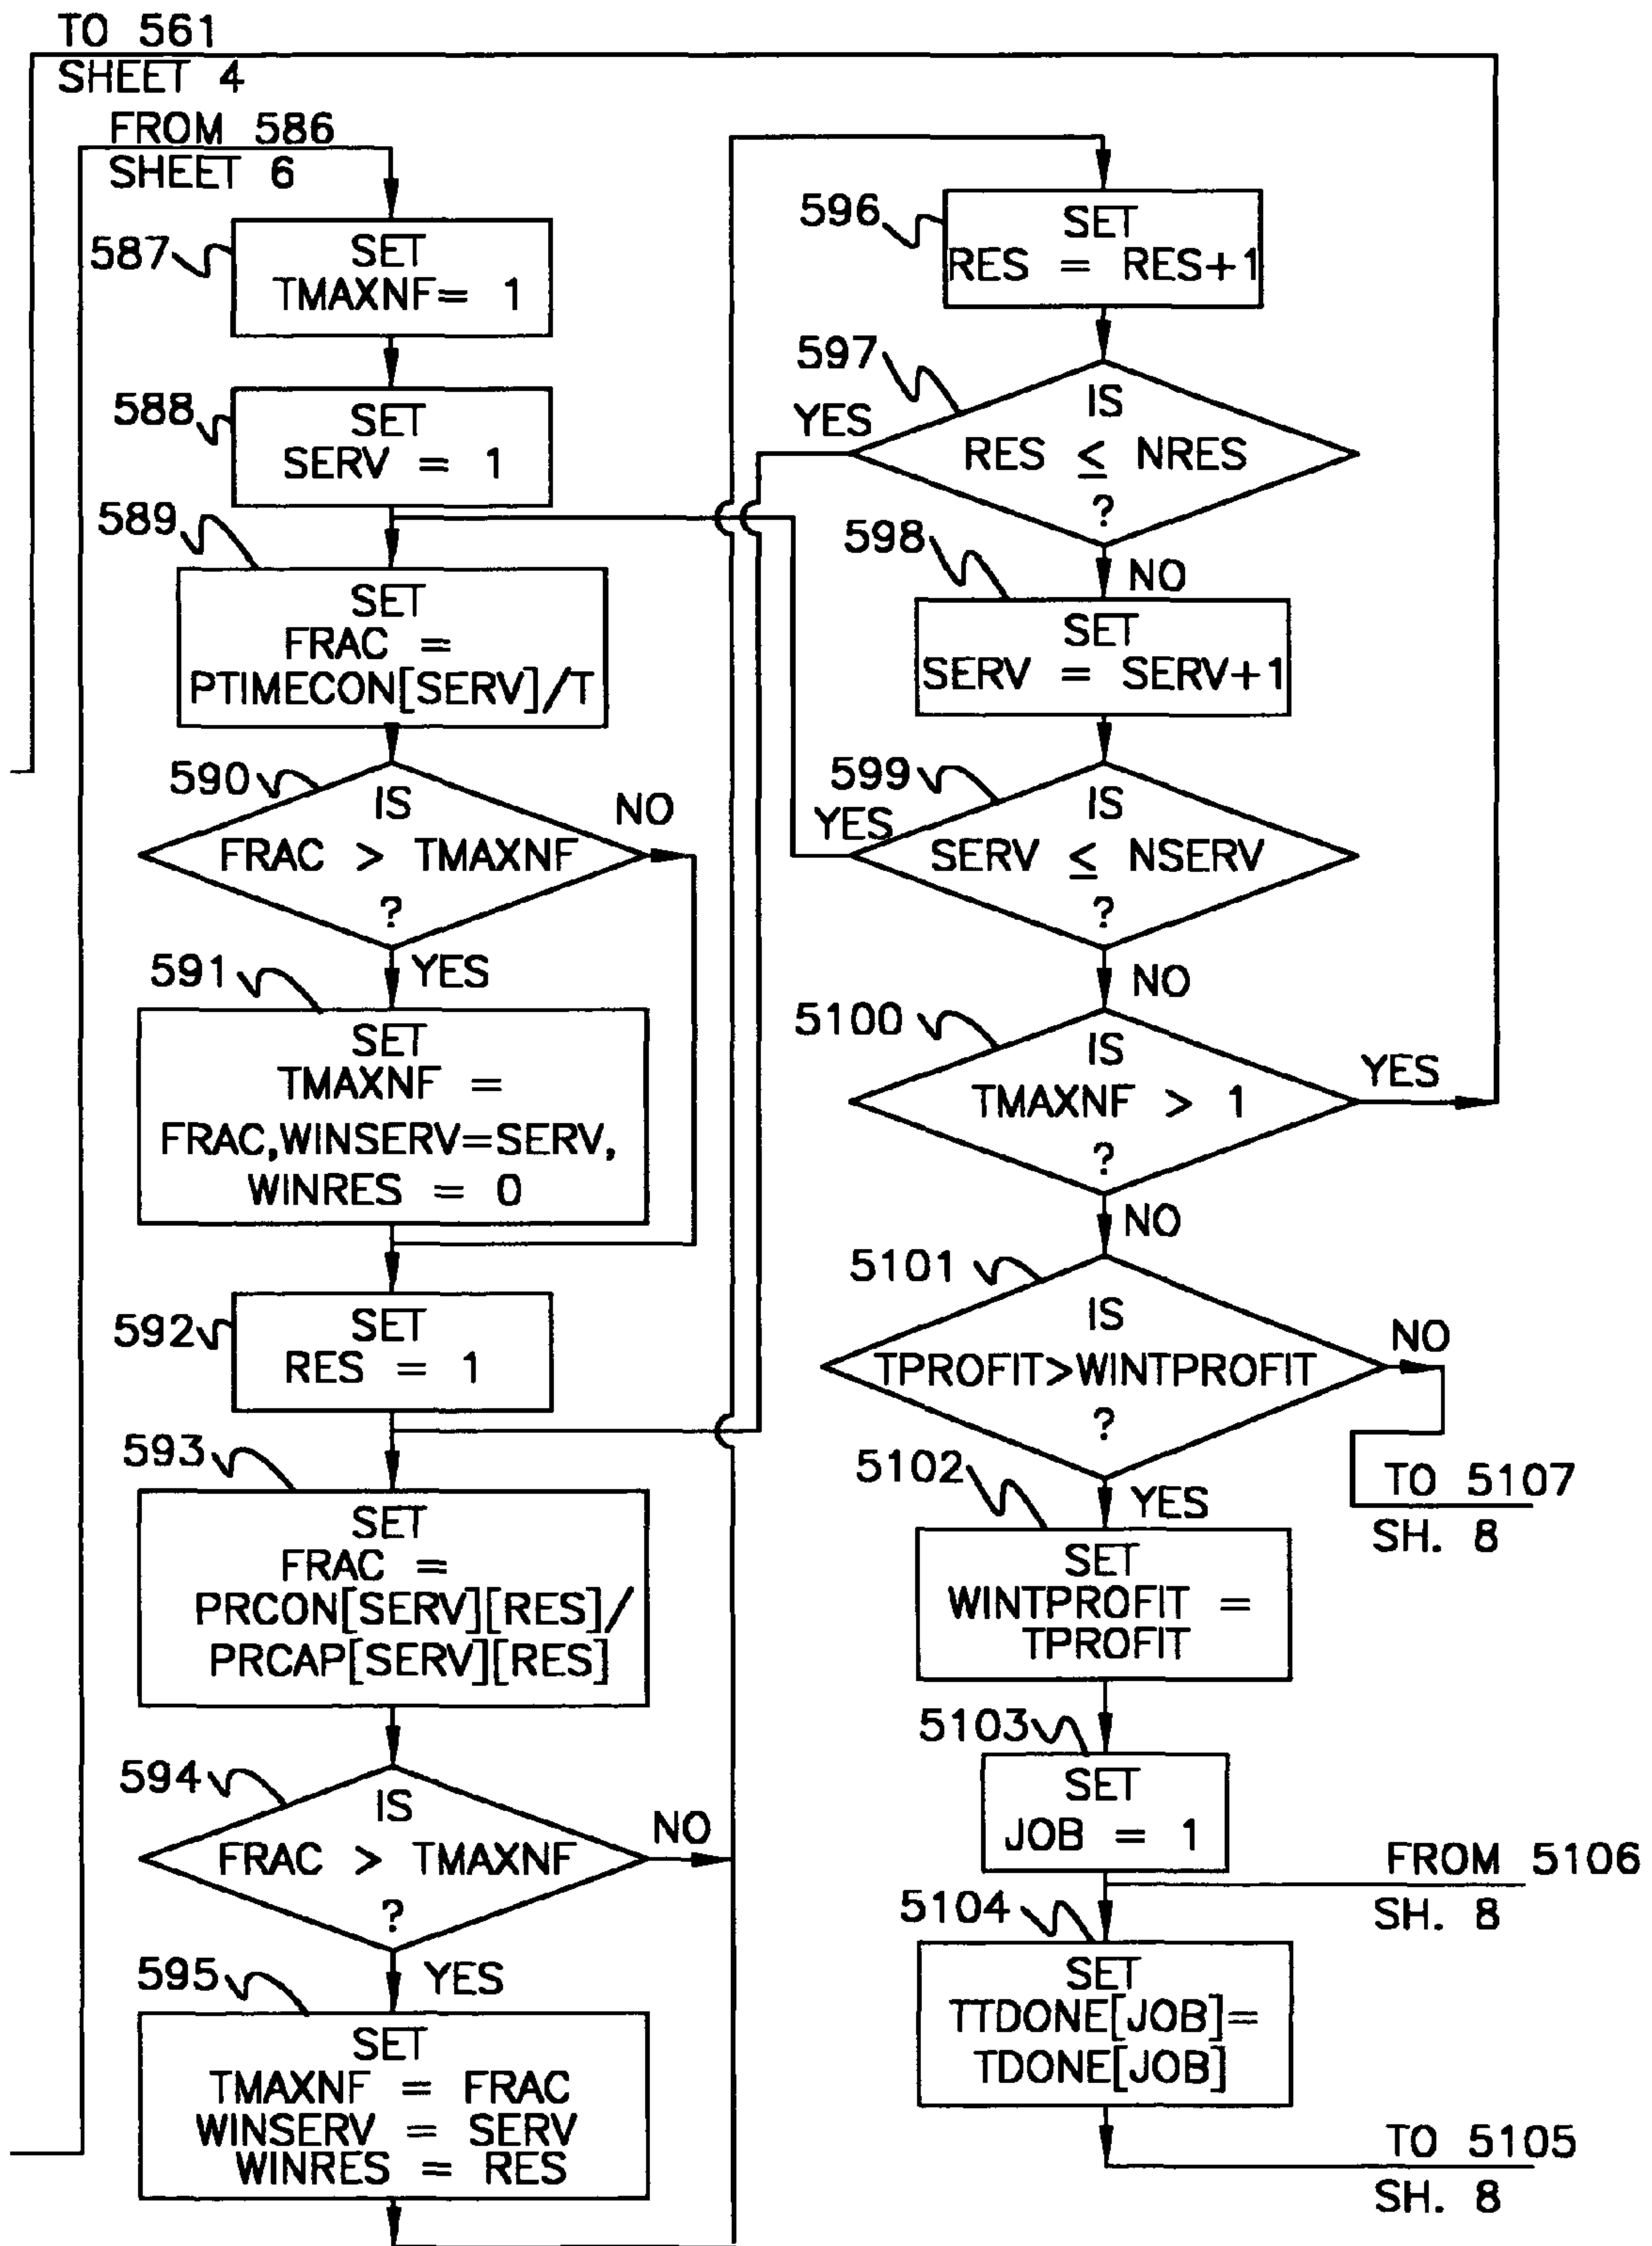 TO 561
SHEET 4
FROM 586
SHEET 6
587
SET
TMAXNF= 1
588
SET
SERV = 1
589
SET
FRAC =
PTIMECON[SERV]/T
590
IS
FRAC > TMAXNF
?
NO
YES
591
SET
TMAXNF =
FRAC,WINSERV=SERV,
WINRES = 0
592
SET
RES = 1
593
SET
FRAC =
PRCON[SERV][RES]/
PRCAP[SERV][RES]
594
IS
FRAC > TMAXNF
?
NO
YES
595
SET
TMAXNF = FRAC
WINSERV = SERV
WINRES = RES
596
SET
RES = RES+1
597
IS
RES ≤ NRES
?
YES
NO
598
SET
SERV = SERV+1
599
IS
SERV ≤ NSERV
?
YES
NO
5100
IS
TMAXNF > 1
?
YES
NO
5101
IS
TPROFIT>WINTPROFIT
?
NO
TO 5107
SH. 8
YES
5102
SET
WINTPROFIT =
TPROFIT
5103
SET
JOB = 1
FROM 5106
SH. 8
5104
SET
TTDONE[JOB]=
TDONE[JOB]
TO 5105
SH. 8